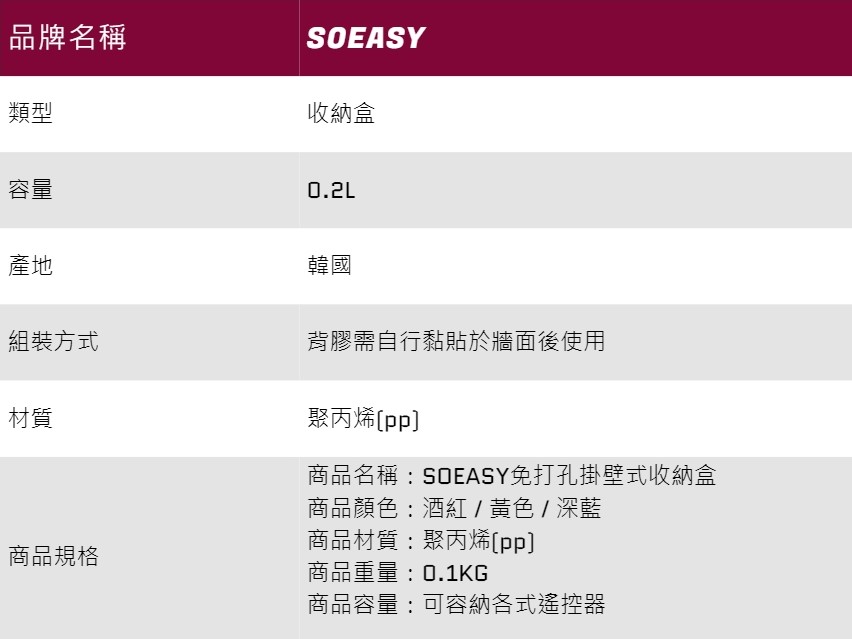 品牌名稱 SOEASY
類型 收納盒
容量 0.2L
產地 韓國
組裝方式 背膠需自行黏貼於牆面後使用
材質 聚丙烯(pp)
商品規格
商品名稱：SOEASY免打孔掛壁式收納盒
商品顏色：酒紅 / 黃色 / 深藍
商品材質：聚丙烯(pp)
商品重量：0.1KG
商品容量：可容納各式遙控器